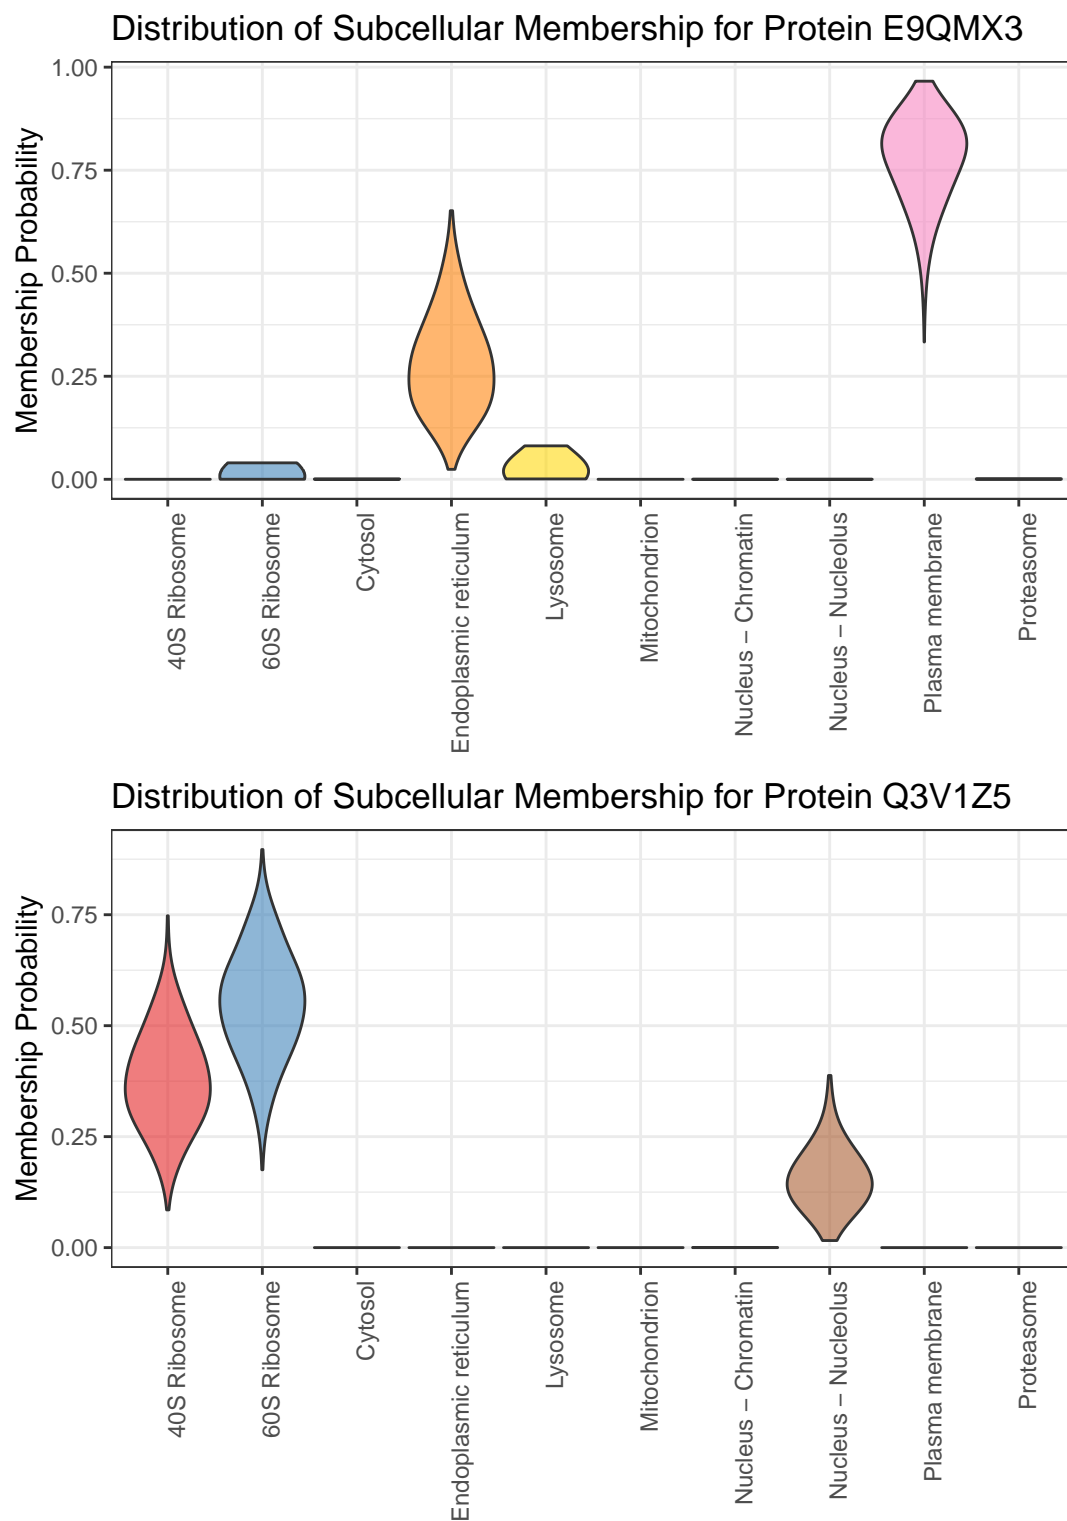 Distribution of Subcellular Membership for Protein E9QMX3
Membership Probability
1.00
0.75
0.50
0.25
0.00
40S Ribosome
60S Ribosome
Cytosol
Endoplasmic reticulum
Lysosome
Mitochondrion
Nucleus − Chromatin
Nucleus − Nucleolus
Plasma membrane
Proteasome
Distribution of Subcellular Membership for Protein Q3V1Z5
Membership Probability
0.75
0.50
0.25
0.00
40S Ribosome
60S Ribosome
Cytosol
Endoplasmic reticulum
Lysosome
Mitochondrion
Nucleus − Chromatin
Nucleus − Nucleolus
Plasma membrane
Proteasome